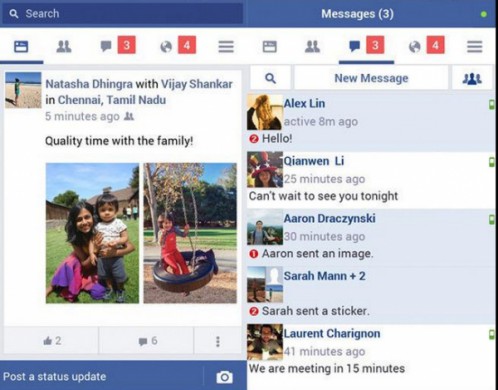 Search
3
4
Natasha Dhingra with Vijay Shankar
in Chennai, Tamil Nadu
5 minutes ago
Quality time with the family!
2
6
Post a status update
Messages (3)
3
4
New Message
Alex Lin
active 8m ago
2 Hello!
Qianwen Li
25 minutes ago
Can't wait to see you tonight
Aaron Draczynski
30 minutes ago
1 Aaron sent an image.
Sarah Mann + 2
2 Sarah sent a sticker.
Laurent Charignon
41 minutes ago
We are meeting in 15 minutes